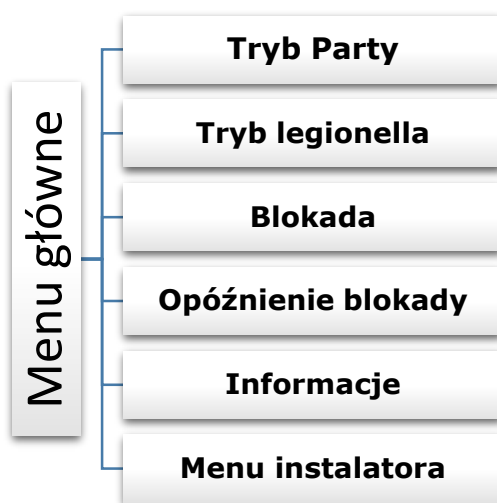 Menu główne
Tryb Party
Tryb legionella
Blokada
Opóźnienie blokady
Informacje
Menu instalatora